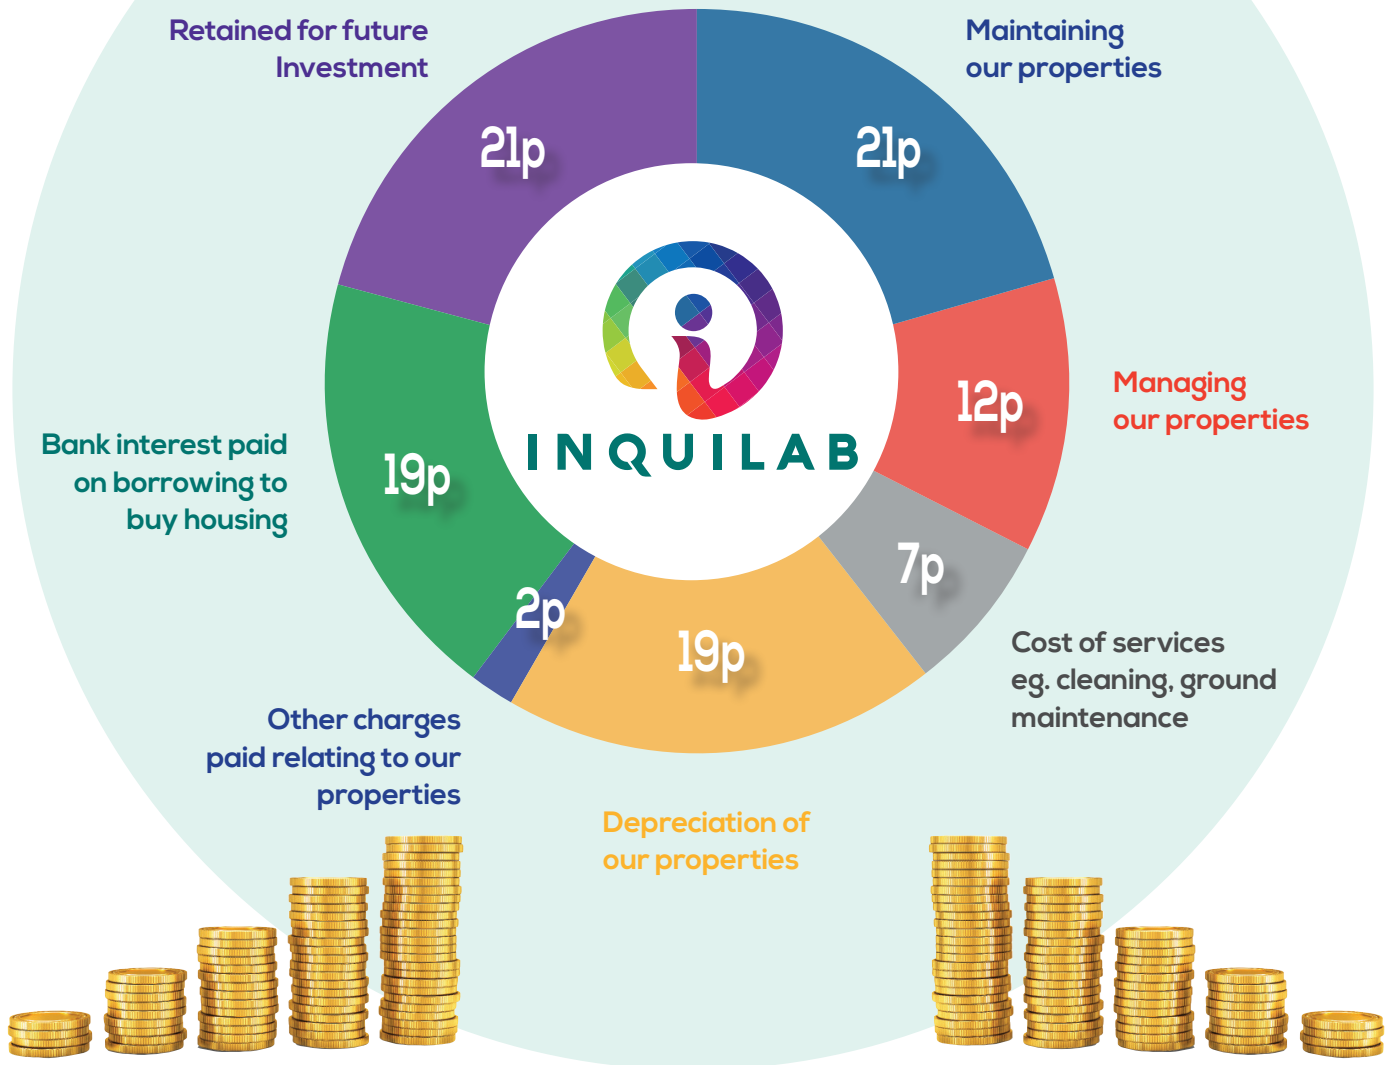 Retained for future
Investment
Maintaining
our properties
21p
21p
Managing
our properties
12p
INQUILAB
Bank interest paid
on borrowing to
buy housing
19p
7p
2p
19p
Cost of services
eg. cleaning, ground
maintenance
Other charges
paid relating to our
properties
Depreciation of
our properties